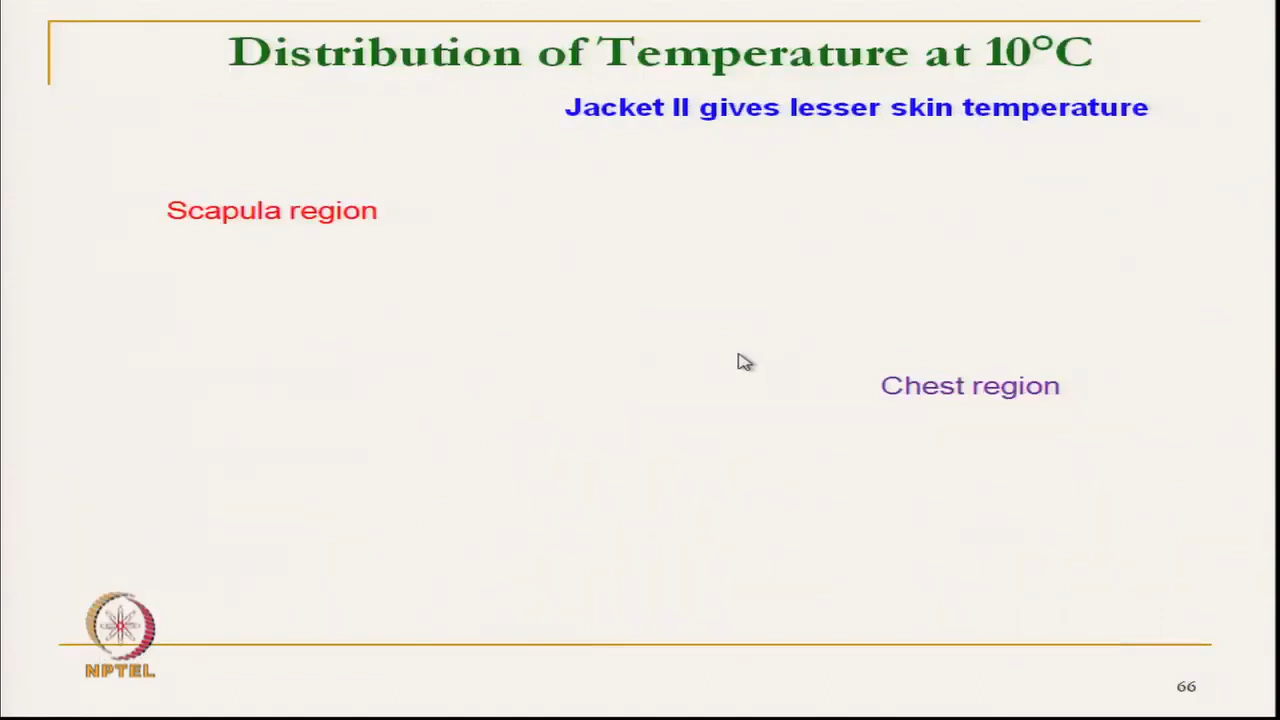 Distribution of Temperature at 10°C
Jacket II gives lesser skin temperature
Scapula region
Chest region
NPTEL
66